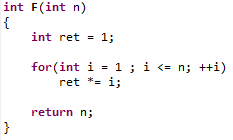 int F(int n)
{
    int ret = 1;

    for(int i = 1 ; i <= n; ++i)
        ret *= i;

    return n;
}